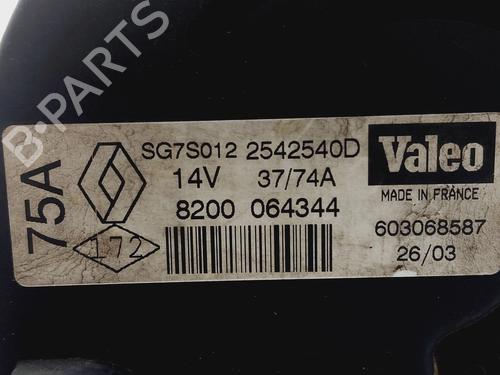 B-PARTS
75A
SG7S012 2542540D
14V 37/74A
8200 064344
172
Valeo
MADE IN FRANCE
603068587
26/03